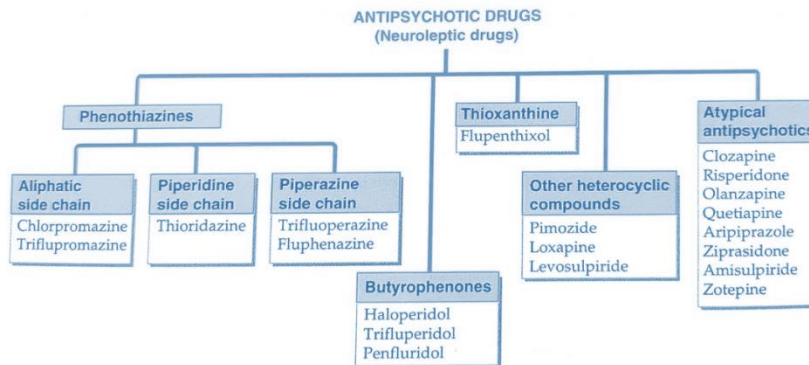 ANTIPSYCHOTIC DRUGS
(Neuroleptic drugs)
Phenothiazines
Aliphatic
side chain
Chlorpromazine
Triflupromazine
Piperidine
side chain
Thioridazine
Piperazine
side chain
Trifluoperazine
Fluphenazine
Butyrophenones
Haloperidol
Trifluperidol
Penfluridol
Thioxanthine
Flupenthixol
Other heterocyclic
compounds
Pimozide
Loxapine
Levosulpiride
Atypical
antipsychotics
Clozapine
Risperidone
Olanzapine
Quetiapine
Aripiprazole
Ziprasidone
Amisulpiride
Zotepine